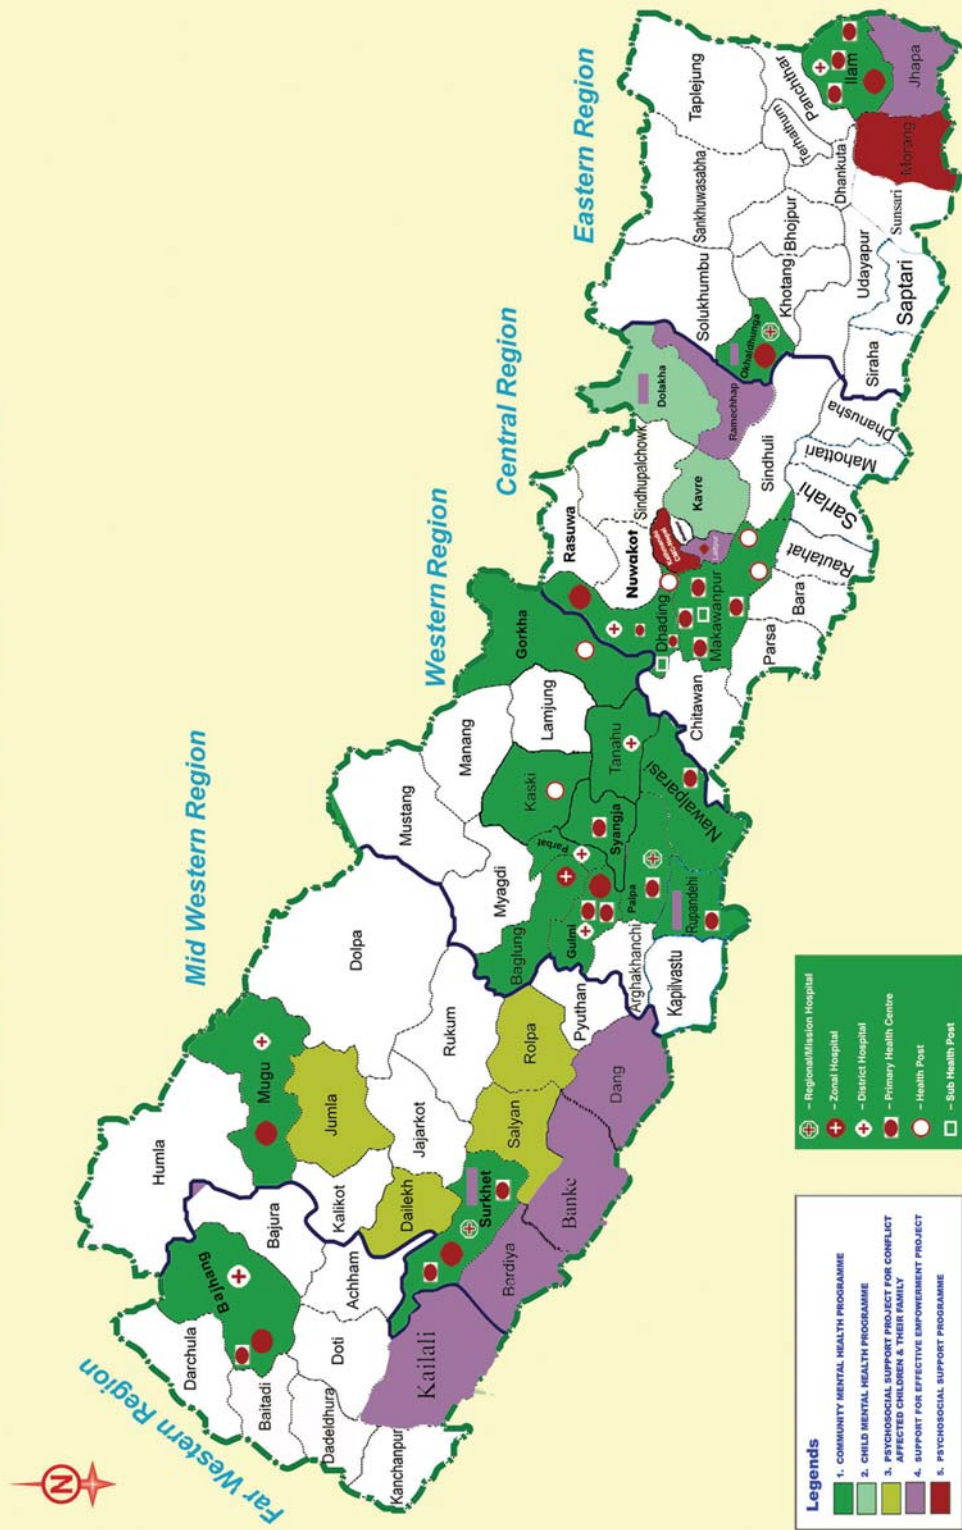 N
Far Western Region
Mid Western Region
Western Region
Central Region
Eastern Region
Darchula
Bajhang
Humla
Baitadi
Bajura
Mugu
Dadeldhura
Doti
Achham
Kalikot
Jumla
Dolpa
Kanchanpur
Kailali
Dailekh
Jajarkot
Rukum
Surkhet
Salyan
Rolpa
Bardiya
Banke
Dang
Pyuthan
Mustang
Manang
Myagdi
Baglung
Parbat
Kaski
Lamjung
Gorkha
Gulmi
Syangja
Tanahu
Arghakhanchi
Palpa
Kapilvastu
Rupandehi
Nawalparasi
Rasuwa
Nuwakot
Sindhupalchowk
Dhading
Kathmandu
CMC-Nepal
Lalitpur
Kavre
Dolakha
Ramechhap
Chitawan
Makawanpur
Sindhuli
Parsa
Bara
Rautahat
Sarlahi
Mahottari
Dhanusha
Solukhumbu
Sankhuwasabha
Taplejung
Okhaldhunga
Khotang
Bhojpur
Terhathum
Panchthar
Ilam
Dhankuta
Udayapur
Siraha
Saptari
Sunsari
Morang
Jhapa
Legends
1. COMMUNITY MENTAL HEALTH PROGRAMME
2. CHILD MENTAL HEALTH PROGRAMME
3. PSYCHOSOCIAL SUPPORT PROJECT FOR CONFLICT
AFFECTED CHILDREN & THEIR FAMILY
4. SUPPORT FOR EFFECTIVE EMPOWERMENT PROJECT
5. PSYCHOSOCIAL SUPPORT PROGRAMME
– Regional/Mission Hospital
– Zonal Hospital
– District Hospital
– Primary Health Centre
– Health Post
– Sub Health Post